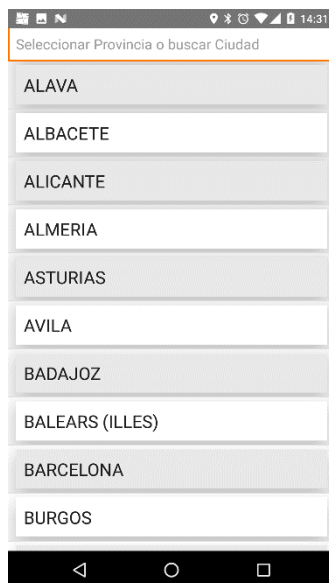 14:31
Seleccionar Provincia o buscar Ciudad
ALAVA
ALBACETE
ALICANTE
ALMERIA
ASTURIAS
AVILA
BADAJOZ
BALEARS (ILLES)
BARCELONA
BURGOS